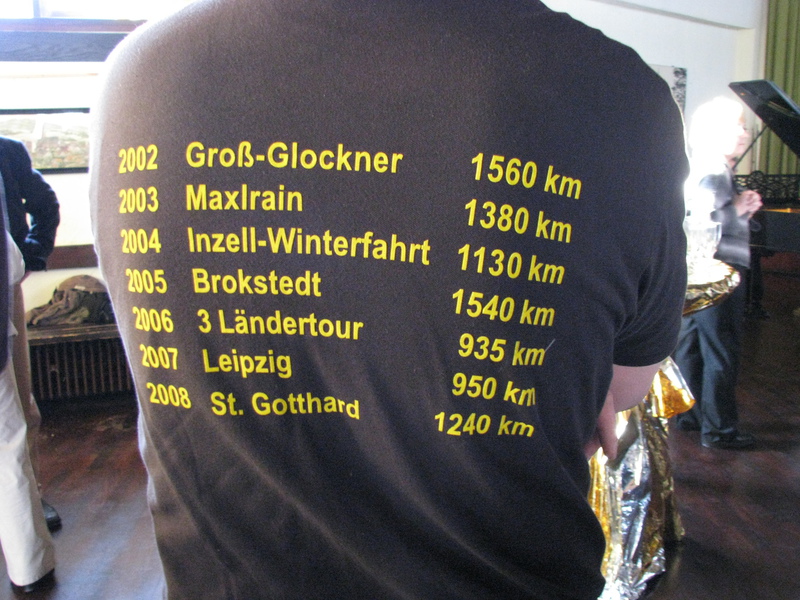 2002 Groß-Glockner 1560 km
2003 Maxlrain 1380 km
2004 Inzell-Winterfahrt 1130 km
2005 Brokstedt 1540 km
2006 3 Ländertour 935 km
2007 Leipzig 950 km
2008 St. Gotthard 1240 km